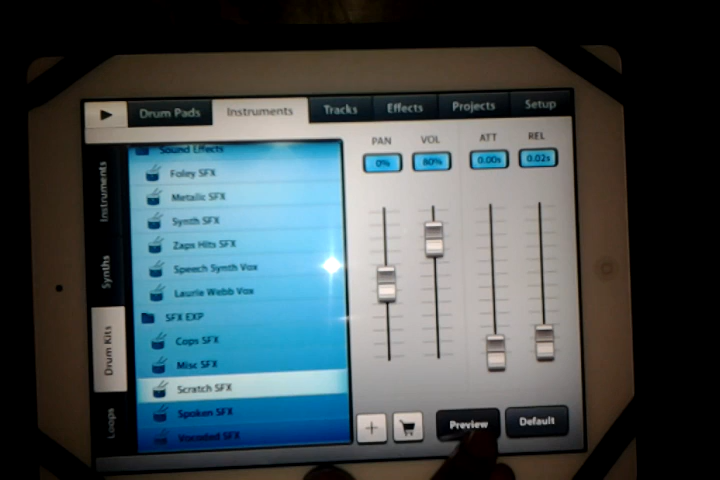 Drum Pads
Instruments
Tracks
Effects
Projects
Setup
Instruments
Synths
Drum Kits
Loops
Sound Effects
Foley SFX
Metallic SFX
Synth SFX
Zaps Hits SFX
Speech Synth Vox
Laurie Webb Vox
SFX EXP
Cops SFX
Misc SFX
Scratch SFX
Spoken SFX
Vocoded SFX
PAN VOL ATT REL
0% 80% 0.00s 0.02s
+
Preview
Default